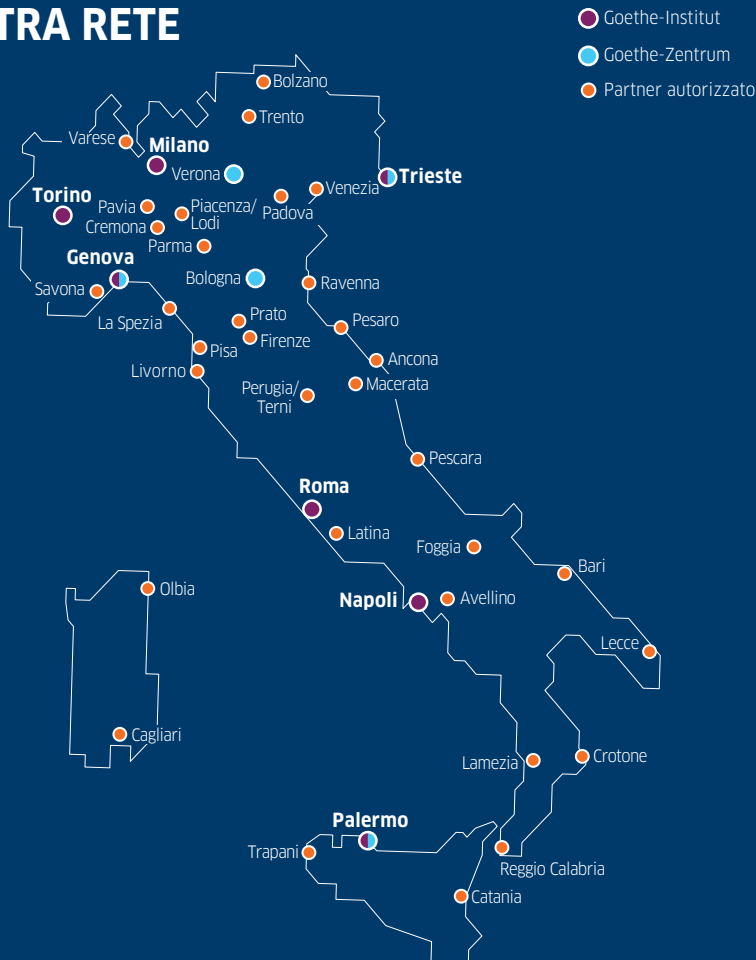 TRA RETE
Goethe-Institut
Goethe-Zentrum
Partner autorizzato
Bolzano
Trento
Varese
Milano
Verona
Trieste
Venezia
Torino
Pavia
Piacenza/
Lodi
Padova
Cremona
Parma
Genova
Bologna
Savona
Ravenna
La Spezia
Prato
Pesaro
Firenze
Pisa
Ancona
Livorno
Macerata
Perugia/
Terni
Pescara
Roma
Latina
Foggia
Bari
Olbia
Napoli
Avellino
Lecce
Cagliari
Lamezia
Crotone
Palermo
Trapani
Reggio Calabria
Catania